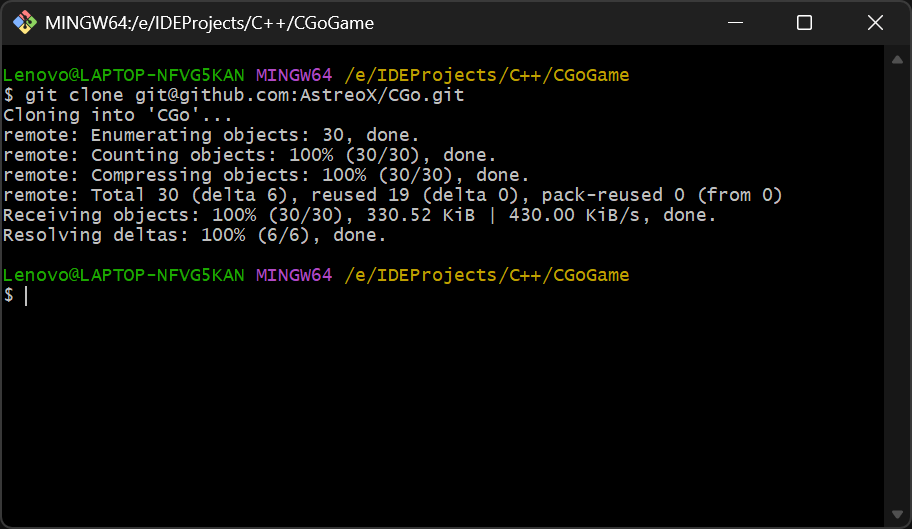 MINGW64:/e/IDEProjects/C++/CGoGame
Lenovo@LAPTOP-NFVG5KAN MINGW64 /e/IDEProjects/C++/CGoGame
$ git clone git@github.com:AstreoX/CGo.git
Cloning into 'CGo'...
remote: Enumerating objects: 30, done.
remote: Counting objects: 100% (30/30), done.
remote: Compressing objects: 100% (30/30), done.
remote: Total 30 (delta 6), reused 19 (delta 0), pack-reused 0 (from 0)
Receiving objects: 100% (30/30), 330.52 KiB | 430.00 KiB/s, done.
Resolving deltas: 100% (6/6), done.
Lenovo@LAPTOP-NFVG5KAN MINGW64 /e/IDEProjects/C++/CGoGame
$